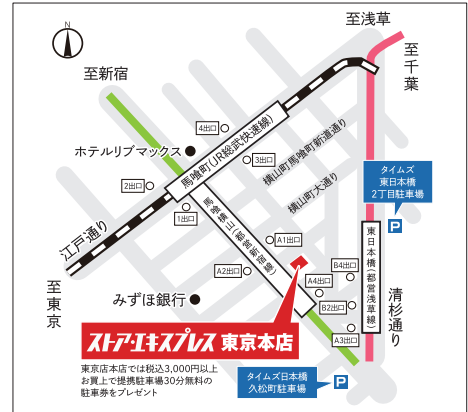 N
至浅草
至千葉
至新宿
4出口
ホテルリブマックス
馬喰町(JR総武快速線)
3出口
横山町馬喰町新道通り
横山町大通り
2出口
1出口
タイムズ
東日本橋
2丁目駐車場
P
江戸通り
馬喰横山(都営新宿線)
A1出口
東日本橋(都営浅草線)
A2出口
B4出口
A4出口
至東京
みずほ銀行
B2出口
清杉通り
A3出口
ストア・エキスプレス 東京本店
東京店本店では税込3,000円以上
お買上で提携駐車場30分無料の
駐車券をプレゼント
タイムズ日本橋
久松町駐車場
P